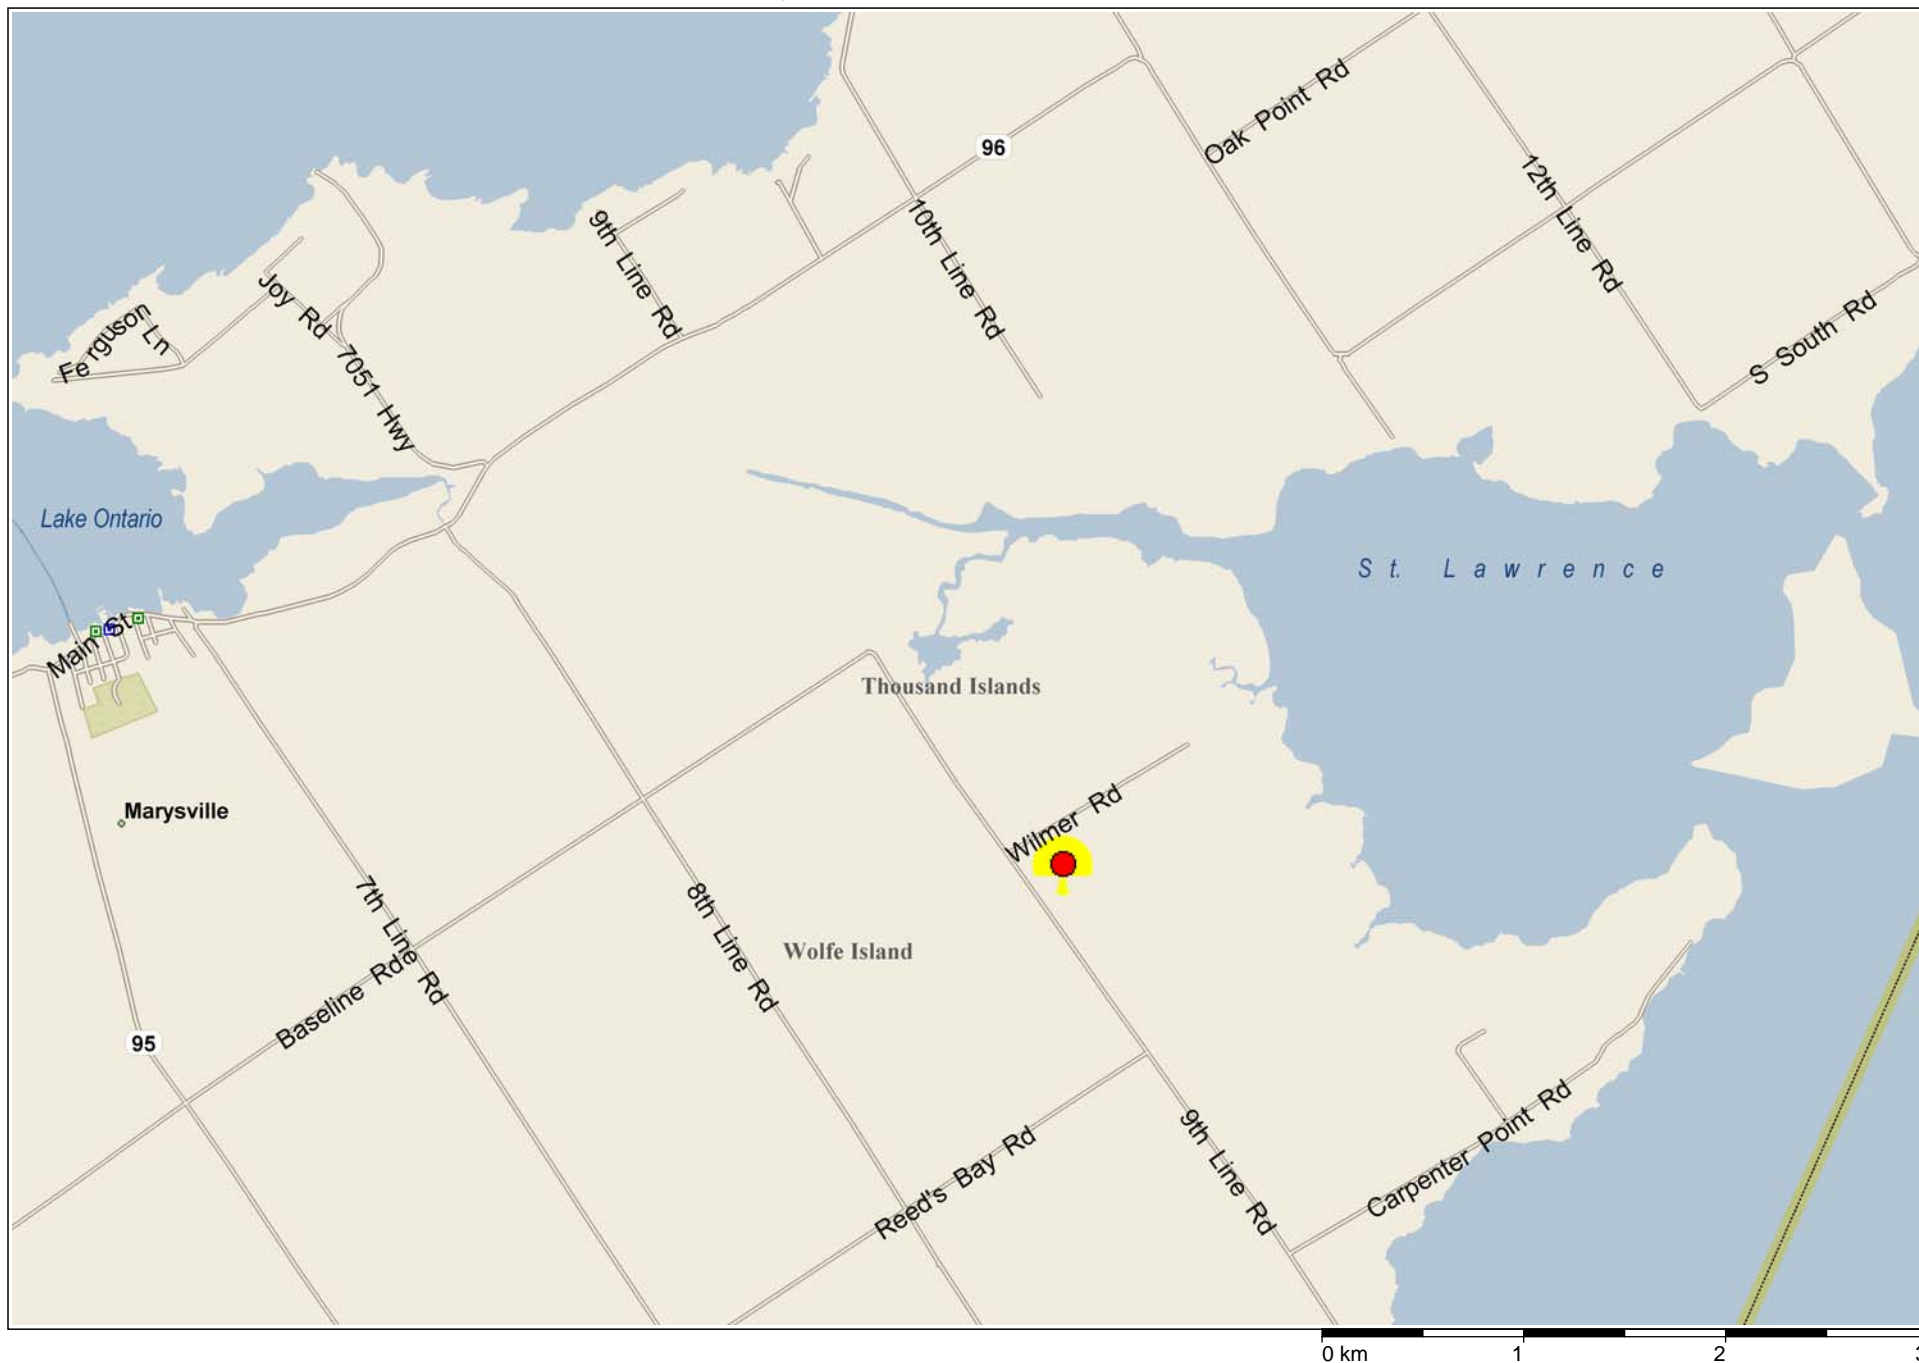 Oak Point Rd
96
12th Line Rd
10th Line Rd
9th Line Rd
Joy Rd
Ferguson Ln
S South Rd
7051 Hwy
Lake Ontario
St. Lawrence
Main St
Thousand Islands
Marysville
Wilmer Rd
7th Line Rd
8th Line Rd
Wolfe Island
Baseline Rde
95
9th Line Rd
Carpenter Point Rd
Reed's Bay Rd
0 km 1 2 3